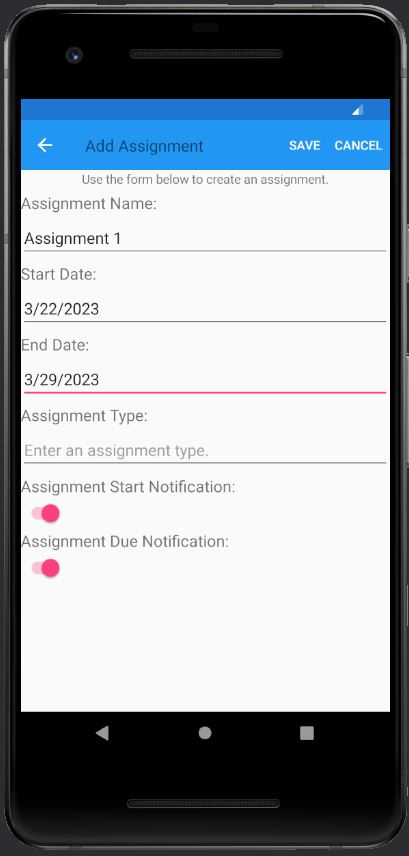 Add Assignment SAVE CANCEL
Use the form below to create an assignment.
Assignment Name:
Assignment 1
Start Date:
3/22/2023
End Date:
3/29/2023
Assignment Type:
Enter an assignment type.
Assignment Start Notification:
Assignment Due Notification: